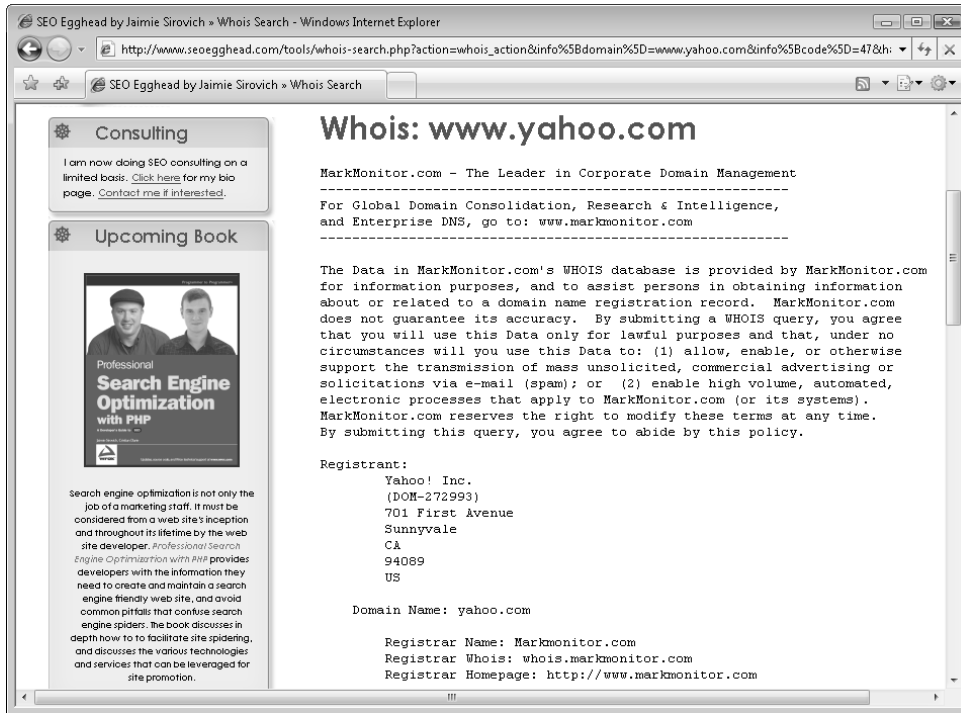 SEO Egghead by Jaimie Sirovich » Whois Search - Windows Internet Explorer
http://www.seoegghead.com/tools/whois-search.php?action=whois_action&info%5Bdomain%5D=www.yahoo.com&info%5Bcode%5D=47&h
SEO Egghead by Jaimie Sirovich » Whois Search
Consulting
I am now doing SEO consulting on a
limited basis. Click here for my bio
page. Contact me if interested.
Upcoming Book
Programmer to Programmer
Professional
Search Engine
Optimization
with PHP
Search engine optimization is not only the
job of a marketing staff. It must be
considered from a web site's inception
and throughout its lifetime by the web
site developer. Professional Search
Engine Optimization with PHP provides
developers with the information they
need to create and maintain a search
engine friendly web site, and avoid
common pitfalls that confuse search
engine spiders. The book discusses in
depth how to to facilitate site spidering,
and discusses the various technologies
and services that can be leveraged for
site promotion.
Whois: www.yahoo.com
MarkMonitor.com - The Leader in Corporate Domain Management
----------------------------------------------------------
For Global Domain Consolidation, Research & Intelligence,
and Enterprise DNS, go to: www.markmonitor.com
----------------------------------------------------------
The Data in MarkMonitor.com's WHOIS database is provided by MarkMonitor.com
for information purposes, and to assist persons in obtaining information
about or related to a domain name registration record. MarkMonitor.com
does not guarantee its accuracy. By submitting a WHOIS query, you agree
that you will use this Data only for lawful purposes and that, under no
circumstances will you use this Data to: (1) allow, enable, or otherwise
support the transmission of mass unsolicited, commercial advertising or
solicitations via e-mail (spam); or (2) enable high volume, automated,
electronic processes that apply to MarkMonitor.com (or its systems).
MarkMonitor.com reserves the right to modify these terms at any time.
By submitting this query, you agree to abide by this policy.
Registrant:
Yahoo! Inc.
(DOM-272993)
701 First Avenue
Sunnyvale
CA
94089
US
Domain Name: yahoo.com
Registrar Name: Markmonitor.com
Registrar Whois: whois.markmonitor.com
Registrar Homepage: http://www.markmonitor.com